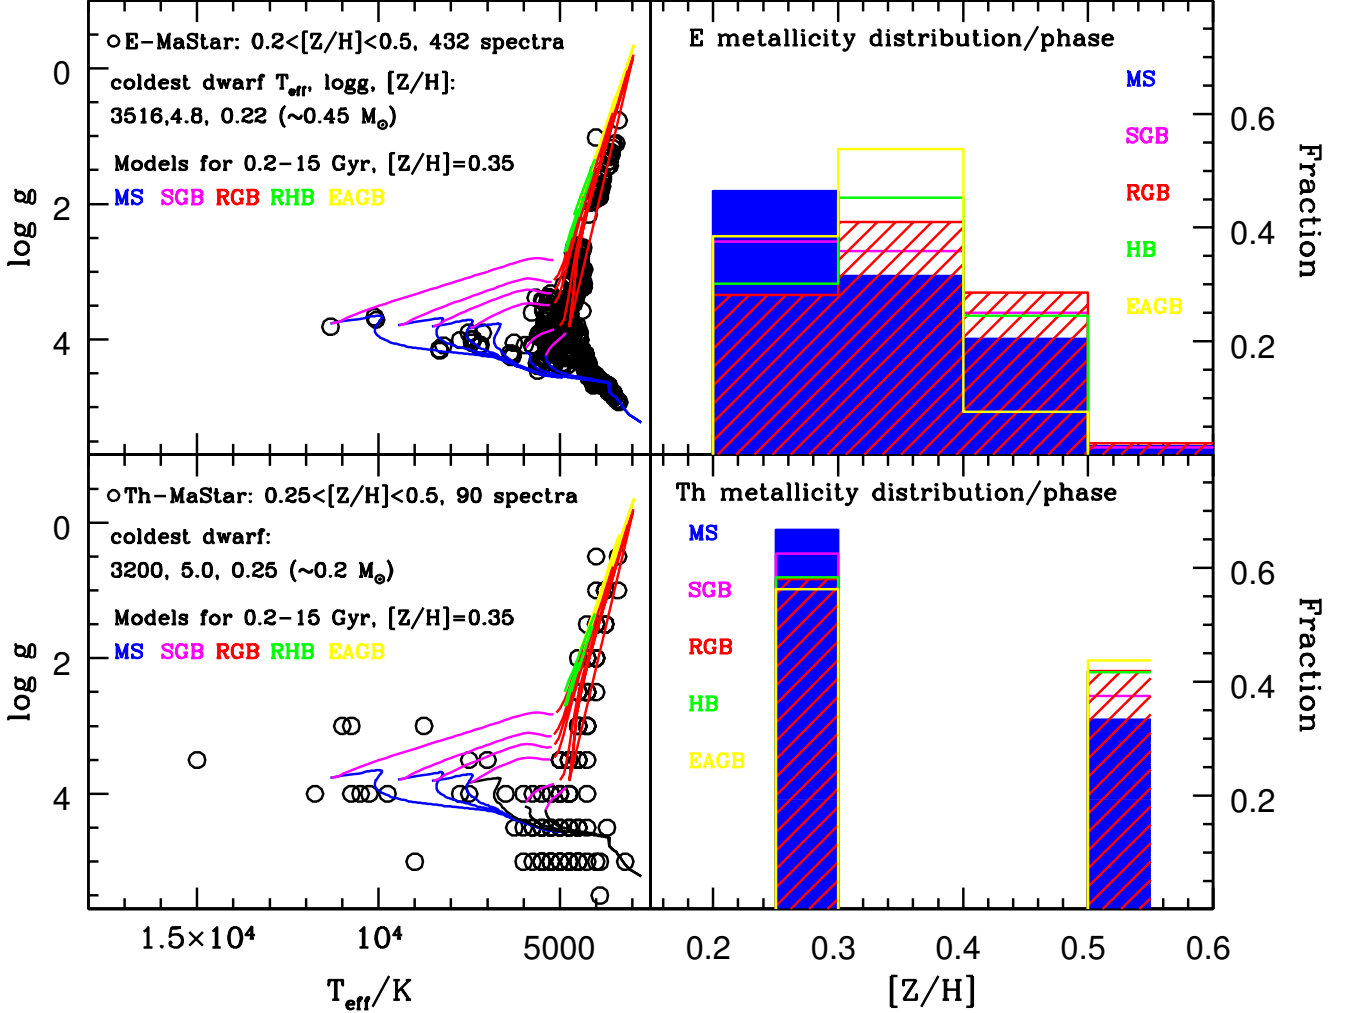 E-MaStar: 0.2<[Z/H]<0.5, 432 spectra
coldest dwarf Teff, logg, [Z/H]:
3516,4.8, 0.22 (~0.45 M⊙)
Models for 0.2-15 Gyr, [Z/H]=0.35
MS SGB RGB RHB EAGB
0
2
4
log g
E metallicity distribution/phase
MS
SGB
RGB
HB
EAGB
0.6
0.4
0.2
Fraction
Th-MaStar: 0.25<[Z/H]<0.5, 90 spectra
coldest dwarf:
3200, 5.0, 0.25 (~0.2 M⊙)
Models for 0.2-15 Gyr, [Z/H]=0.35
MS SGB RGB RHB EAGB
0
2
4
log g
1.5×10⁴ 10⁴ 5000
Teff/K
Th metallicity distribution/phase
MS
SGB
RGB
HB
EAGB
0.6
0.4
0.2
Fraction
0.2 0.3 0.4 0.5 0.6
[Z/H]